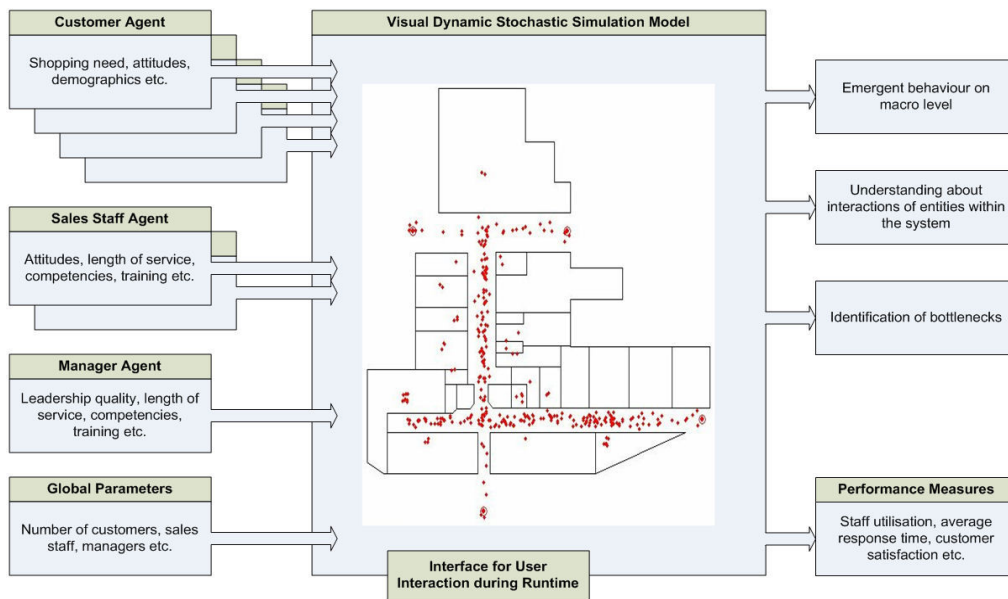 Customer Agent
Shopping need, attitudes,
demographics etc.
Sales Staff Agent
Attitudes, length of service,
competencies, training etc.
Manager Agent
Leadership quality, length of
service, competencies,
training etc.
Global Parameters
Number of customers, sales
staff, managers etc.
Visual Dynamic Stochastic Simulation Model
Interface for User
Interaction during Runtime
Emergent behaviour on
macro level
Understanding about
interactions of entities within
the system
Identification of bottlenecks
Performance Measures
Staff utilisation, average
response time, customer
satisfaction etc.